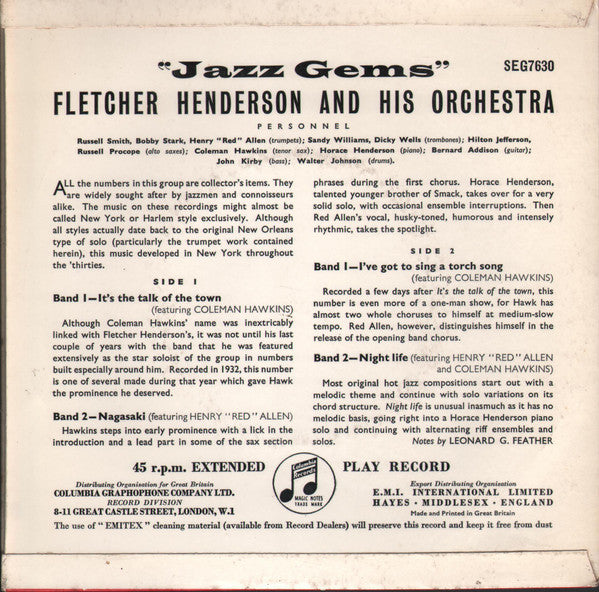 "Jazz Gems"
SEG7630
FLETCHER HENDERSON AND HIS ORCHESTRA
PERSONNEL
Russell Smith, Bobby Stark, Henry "Red" Allen (trumpets); Sandy Williams, Dicky Wells (trombones); Hilton Jefferson,
Russell Procope (alto saxes); Coleman Hawkins (tenor sax); Horace Henderson (piano); Bernard Addison (guitar);
John Kirby (bass); Walter Johnson (drums).
ALL the numbers in this group are collector's items. They
are widely sought after by jazzmen and connoisseurs
alike. The music on these recordings might almost be
called New York or Harlem style exclusively. Although
all styles actually date back to the original New Orleans
type of solo (particularly the trumpet work contained
herein), this music developed in New York throughout
the 'thirties.
SIDE 1
Band 1—It's the talk of the town
(featuring COLEMAN HAWKINS)
Although Coleman Hawkins' name was inextricably
linked with Fletcher Henderson's, it was not until his last
couple of years with the band that he was featured
extensively as the star soloist of the group in numbers
built especially around him. Recorded in 1932, this number
is one of several made during that year which gave Hawk
the prominence he deserved.
Band 2—Nagasaki (featuring HENRY "RED" ALLEN)
Hawkins steps into early prominence with a lick in the
introduction and a lead part in some of the sax section
phrases during the first chorus. Horace Henderson,
talented younger brother of Smack, takes over for a very
solid solo, with occasional ensemble interruptions. Then
Red Allen's vocal, husky-toned, humorous and intensely
rhythmic, takes the spotlight.
SIDE 2
Band 1—I've got to sing a torch song
(featuring COLEMAN HAWKINS)
Recorded a few days after It's the talk of the town, this
number is even more of a one-man show, for Hawk has
almost two whole choruses to himself at medium-slow
tempo. Red Allen, however, distinguishes himself in the
release of the opening band chorus.
Band 2—Night life (featuring HENRY "RED" ALLEN
and COLEMAN HAWKINS)
Most original hot jazz compositions start out with a
melodic theme and continue with solo variations on its
chord structure. Night life is unusual inasmuch as it has no
melodic basis, going right into a Horace Henderson piano
solo and continuing with alternating riff ensembles and
solos.
Notes by LEONARD G. FEATHER
45 r.p.m. EXTENDED PLAY RECORD
Distributing Organisation for Great Britain
COLUMBIA GRAPHOPHONE COMPANY LTD.
RECORD DIVISION
8-11 GREAT CASTLE STREET, LONDON, W.1
Columbia
Records
MAGIC NOTES
TRADE MARK
Export Distributing Organisation
E.M.I. INTERNATIONAL LIMITED
HAYES · MIDDLESEX · ENGLAND
Made and Printed in Great Britain
The use of "EMITEX" cleaning material (available from Record Dealers) will preserve this record and keep it free from dust